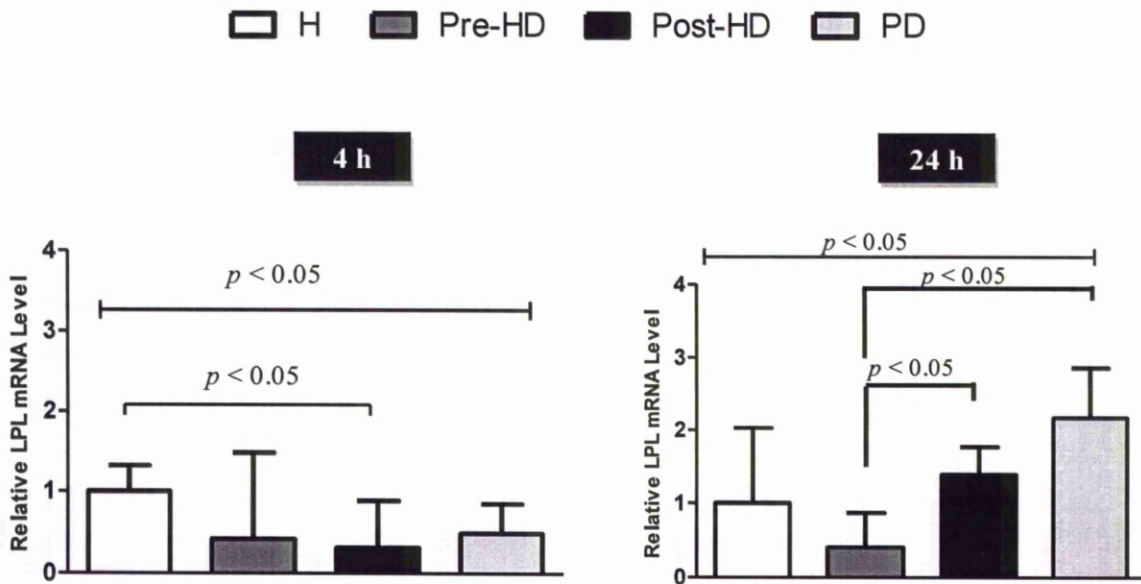 H Pre-HD Post-HD PD
4 h
24 h
Relative LPL mRNA Level
4
3
2
1
0
p < 0.05
p < 0.05
Relative LPL mRNA Level
4
3
2
1
0
p < 0.05
p < 0.05
p < 0.05